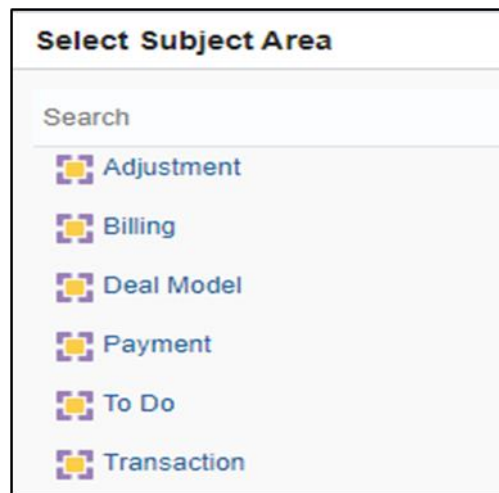 Select Subject Area
Search
Adjustment
Billing
Deal Model
Payment
To Do
Transaction